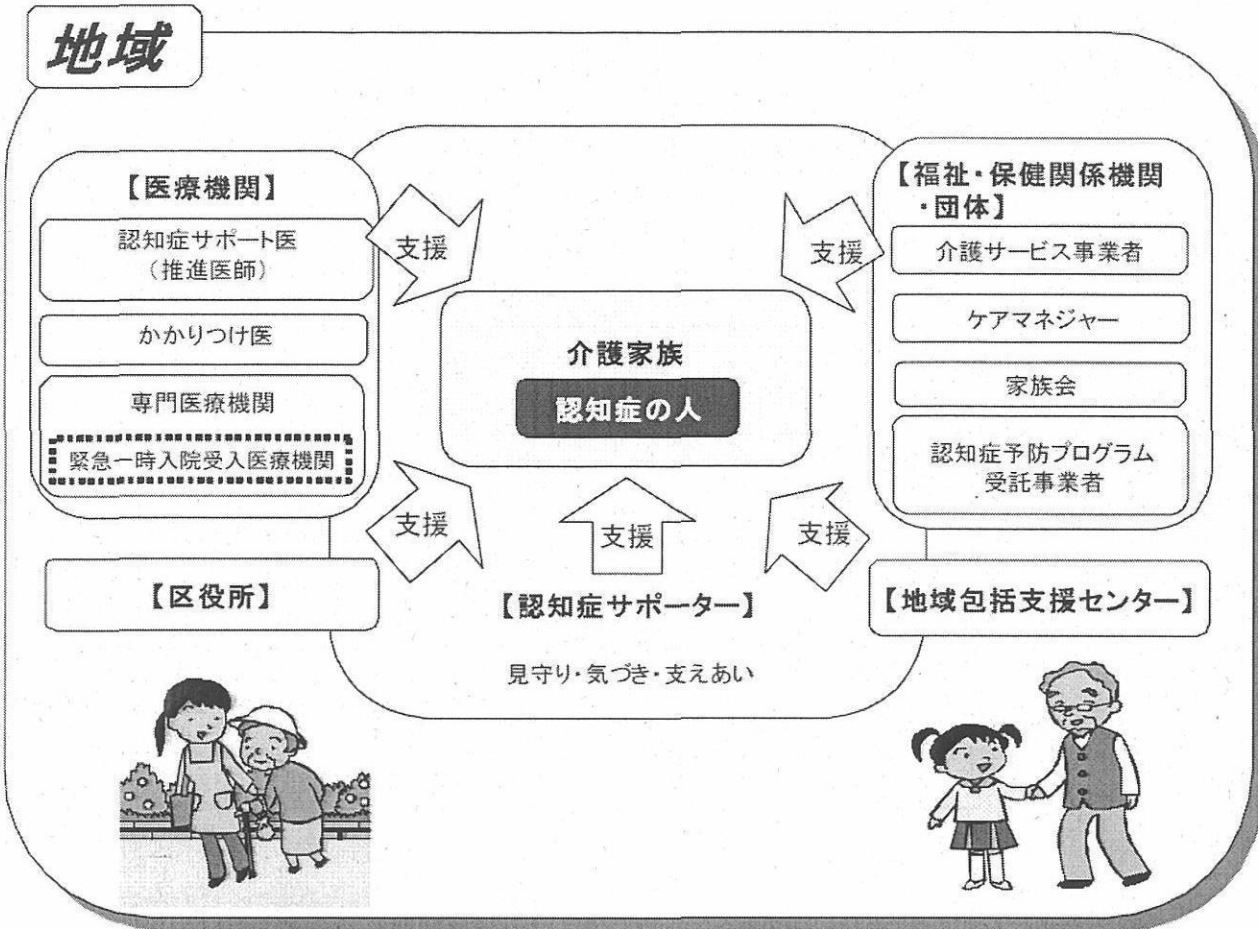 地域
【医療機関】
認知症サポート医
（推進医師）
かかりつけ医
専門医療機関
緊急一時入院受入医療機関
支援
【福祉・保健関係機関
・団体】
介護サービス事業者
ケアマネジャー
家族会
認知症予防プログラム
受託事業者
支援
介護家族
認知症の人
支援
支援
支援
【区役所】
【認知症サポーター】
見守り・気づき・支えあい
【地域包括支援センター】